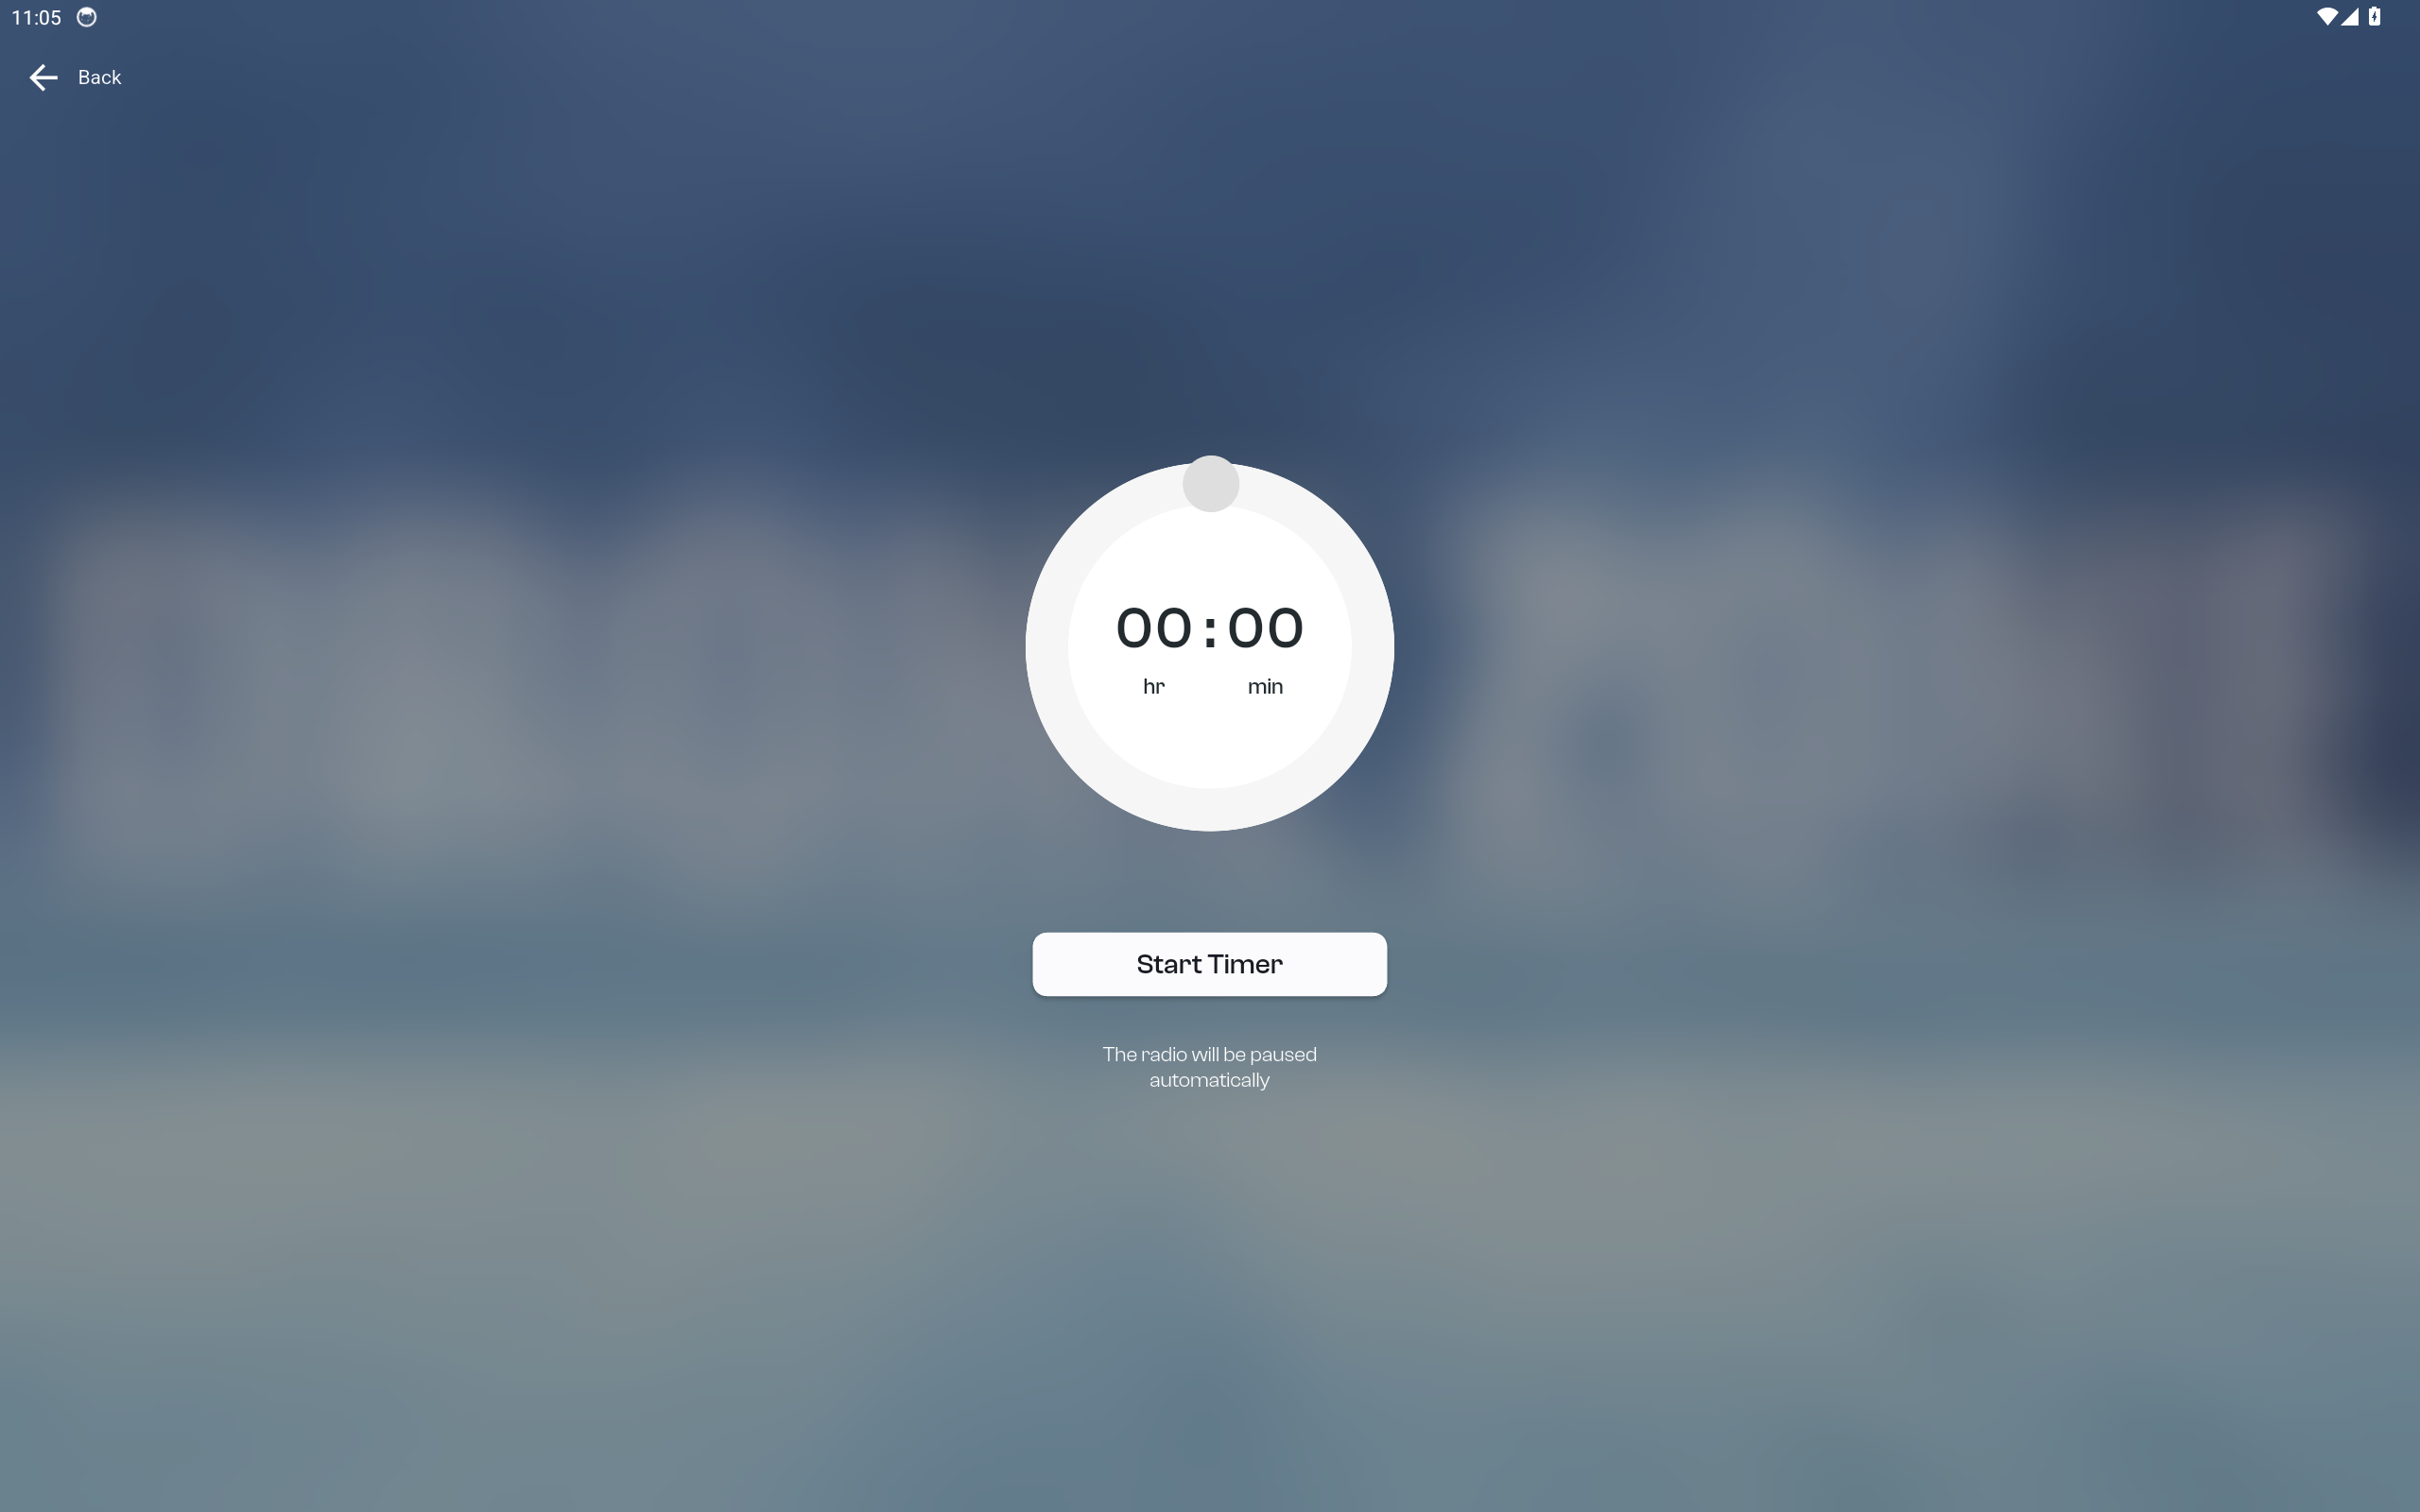 11:05
Back
00:00
hr min
Start Timer
The radio will be paused
automatically